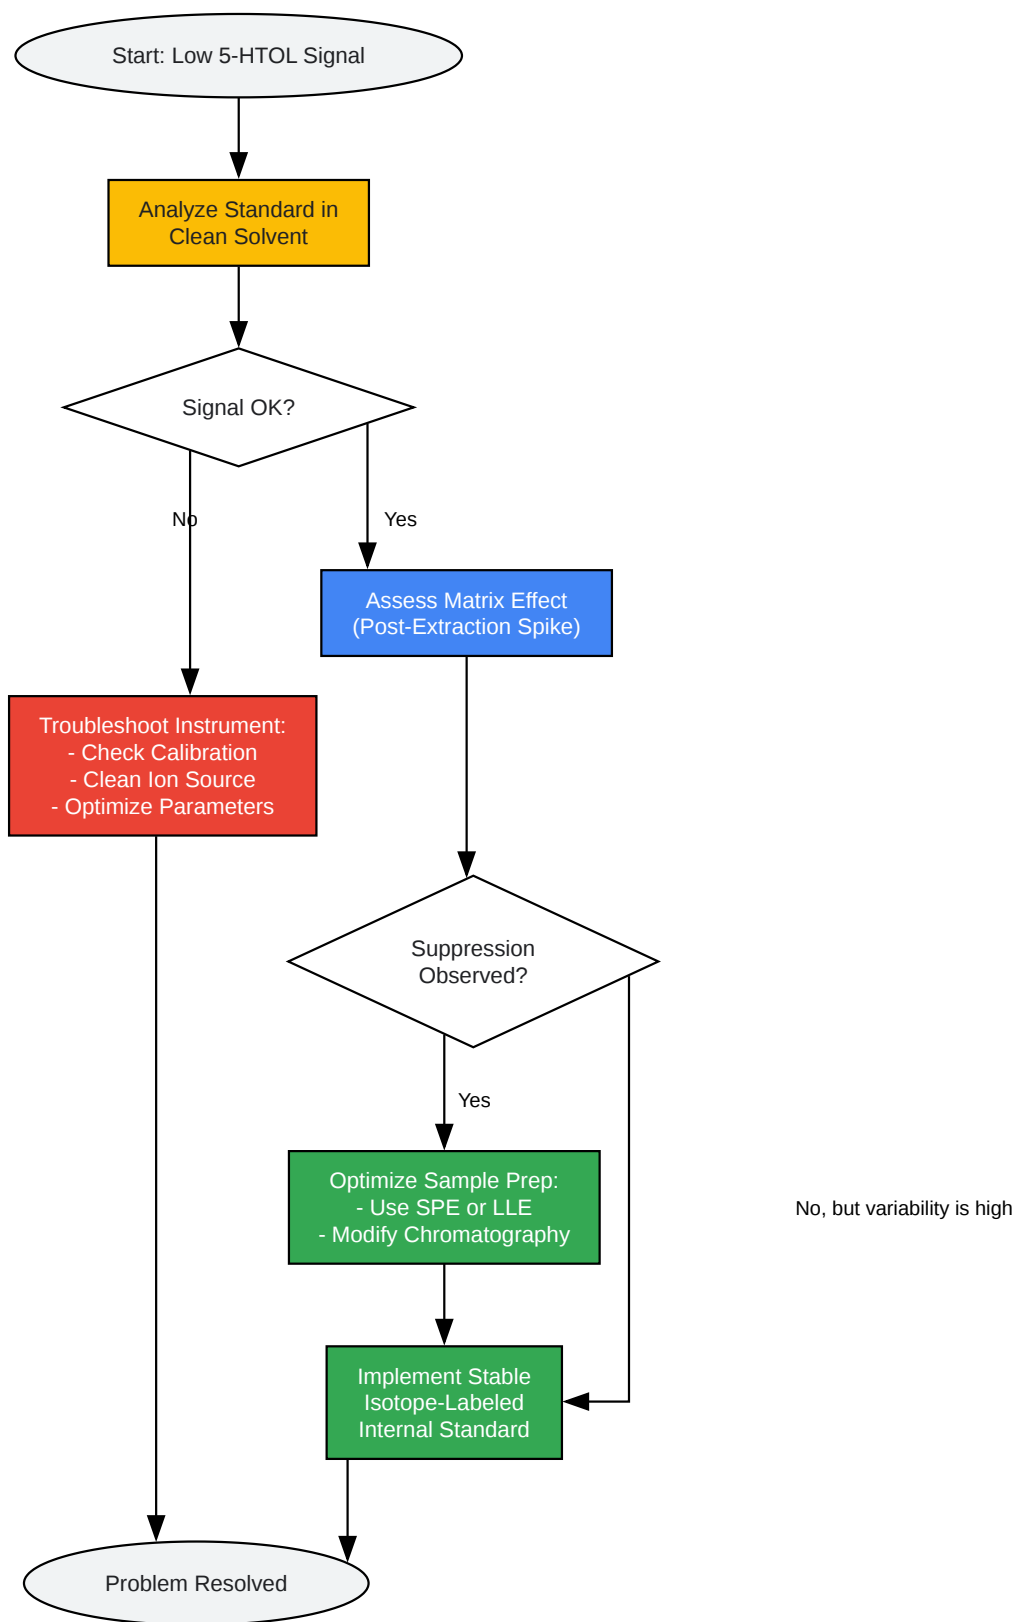 Start: Low 5-HTOL Signal
Analyze Standard in
Clean Solvent
Signal OK?
No
Yes
Assess Matrix Effect
(Post-Extraction Spike)
Troubleshoot Instrument:
- Check Calibration
- Clean Ion Source
- Optimize Parameters
Suppression
Observed?
Yes
Optimize Sample Prep:
- Use SPE or LLE
- Modify Chromatography
No, but variability is high
Implement Stable
Isotope-Labeled
Internal Standard
Problem Resolved